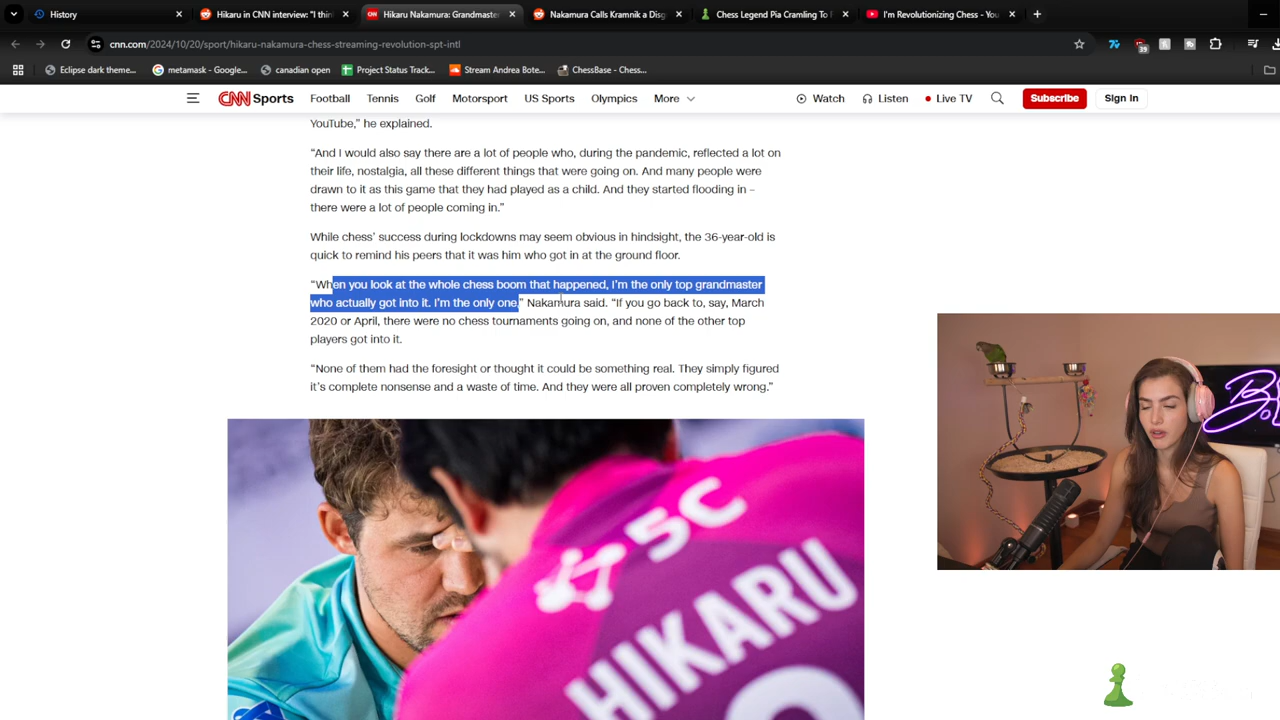 History
Hikaru in CNN interview: "I thin
Hikaru Nakamura: Grandmaste
Nakamura Calls Kramnik a Disg
Chess Legend Pia Cramling To F
I'm Revolutionizing Chess - You
cnn.com/2024/10/20/sport/hikaru-nakamura-chess-streaming-revolution-spt-intl
39
Eclipse dark theme...
metamask - Google...
canadian open
Project Status Track...
Stream Andrea Bote...
ChessBase - Chess...
CNN Sports
Football
Tennis
Golf
Motorsport
US Sports
Olympics
More
Watch
Listen
Live TV
Subscribe
Sign in
YouTube,” he explained.
“And I would also say there are a lot of people who, during the pandemic, reflected a lot on
their life, nostalgia, all these different things that were going on. And many people were
drawn to it as this game that they had played as a child. And they started flooding in –
there were a lot of people coming in.”
While chess’ success during lockdowns may seem obvious in hindsight, the 36-year-old is
quick to remind his peers that it was him who got in at the ground floor.
“When you look at the whole chess boom that happened, I’m the only top grandmaster
who actually got into it. I’m the only one,” Nakamura said. “If you go back to, say, March
2020 or April, there were no chess tournaments going on, and none of the other top
players got into it.
“None of them had the foresight or thought it could be something real. They simply figured
it’s complete nonsense and a waste of time. And they were all proven completely wrong.”
5C
HIKARU